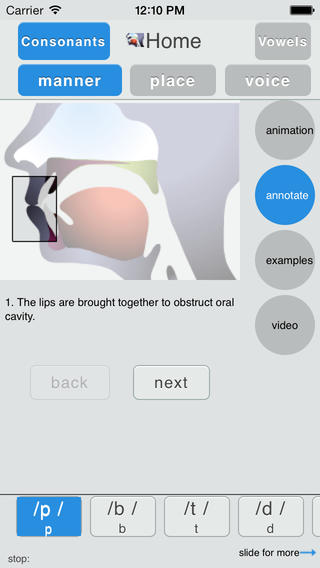 Carrier 12:10 PM
Consonants Home Vowels
manner place voice
animation
annotate
examples
video
1. The lips are brought together to obstruct oral
cavity.
back next
/p / /b / /t / /d /
p b t d
slide for more
stop: